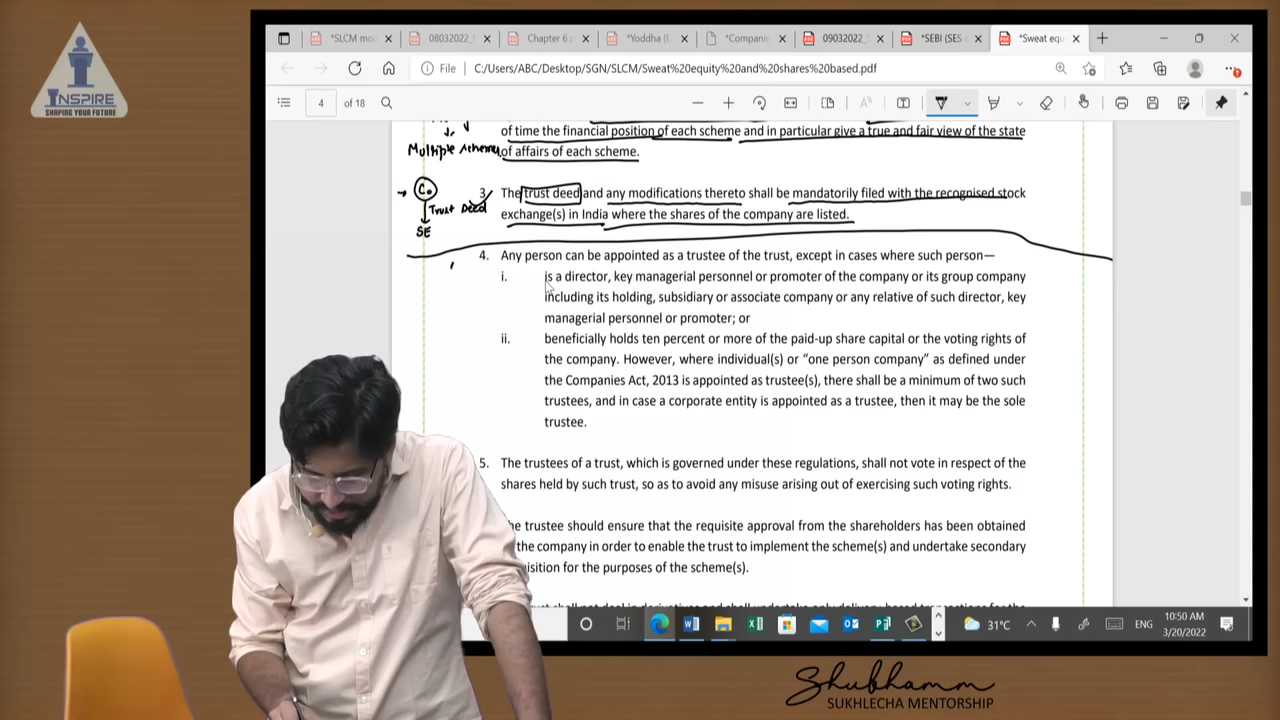 INSPIRE
SHAPING YOUR FUTURE
*SLCM mo
08032022_
Chapter 6.
*Yoddha (
*Companie
09032022_
*SEBI (SES
*Sweat equ
File
C:/Users/ABC/Desktop/SGN/SLCM/Sweat%20equity%20and%20shares%20based.pdf
4 of 18
of time the financial position of each scheme and in particular give a true and fair view of the state
Multiple Schemes of affairs of each scheme.
Co
3. The trust deed and any modifications thereto shall be mandatorily filed with the recognised stock
Trust Deed
exchange(s) in India where the shares of the company are listed.
SE
4. Any person can be appointed as a trustee of the trust, except in cases where such person—
i. is a director, key managerial personnel or promoter of the company or its group company
including its holding, subsidiary or associate company or any relative of such director, key
managerial personnel or promoter; or
ii. beneficially holds ten percent or more of the paid-up share capital or the voting rights of
the company. However, where individual(s) or “one person company” as defined under
the Companies Act, 2013 is appointed as trustee(s), there shall be a minimum of two such
trustees, and in case a corporate entity is appointed as a trustee, then it may be the sole
trustee.
5. The trustees of a trust, which is governed under these regulations, shall not vote in respect of the
shares held by such trust, so as to avoid any misuse arising out of exercising such voting rights.
trustee should ensure that the requisite approval from the shareholders has been obtained
the company in order to enable the trust to implement the scheme(s) and undertake secondary
isition for the purposes of the scheme(s).
31°C
ENG
10:50 AM
3/20/2022
Shubhamm
SUKHLECHA MENTORSHIP